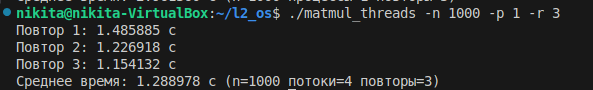 nikita@nikita-VirtualBox:~/l2_os$ ./matmul_threads -n 1000 -p 1 -r 3
Повтор 1: 1.485885 с
Повтор 2: 1.226918 с
Повтор 3: 1.154132 с
Среднее время: 1.288978 с (n=1000 потоки=4 повторы=3)